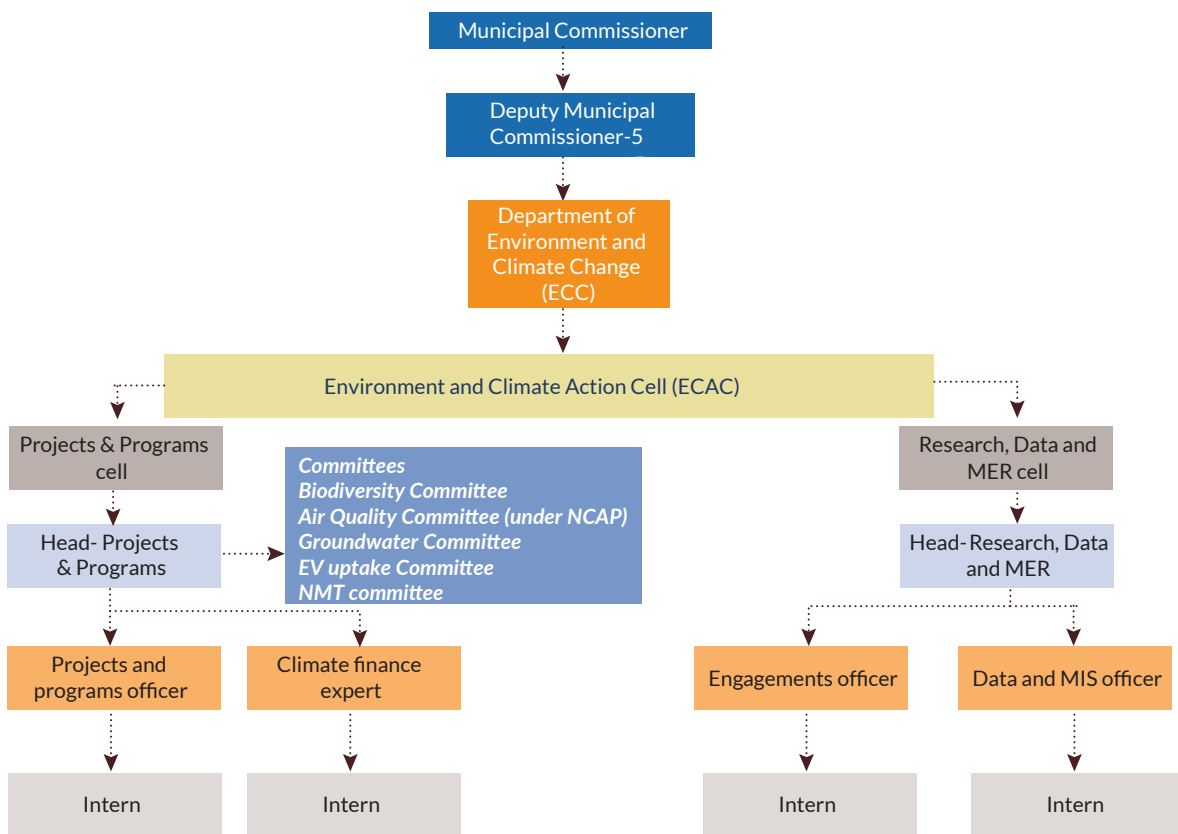 Municipal Commissioner
Deputy Municipal
Commissioner-5
Department of
Environment and
Climate Change
(ECC)
Environment and Climate Action Cell (ECAC)
Projects & Programs
cell
Research, Data and
MER cell
Committees
Biodiversity Committee
Air Quality Committee (under NCAP)
Groundwater Committee
EV uptake Committee
NMT committee
Head- Projects
& Programs
Head-Research, Data
and MER
Projects and
programs officer
Climate finance
expert
Engagements officer
Data and MIS officer
Intern
Intern
Intern
Intern